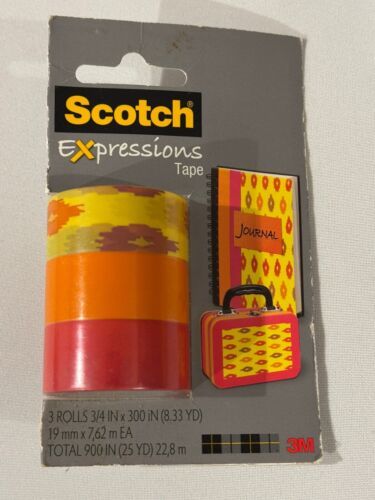 Scotch®
Expressions
Tape
JOURNAL
3 ROLLS 3/4 IN x 300 IN (8.33 YD)
19 mm x 7,62 m EA
TOTAL 900 IN (25 YD) 22,8 m
3M